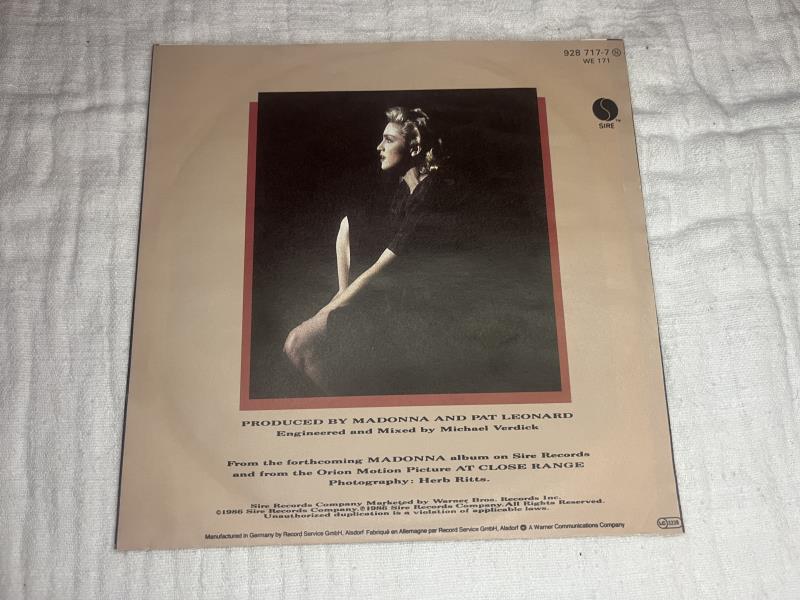 928 717-7 Ⓝ
WE 171
SIRE ™
PRODUCED BY MADONNA AND PAT LEONARD
Engineered and Mixed by Michael Verdick
From the forthcoming MADONNA album on Sire Records
and from the Orion Motion Picture AT CLOSE RANGE
Photography: Herb Ritts.
Sire Records Company Marketed by Warner Bros. Records Inc.
©1986 Sire Records Company.℗1986 Sire Records Company.All Rights Reserved.
Unauthorized duplication is a violation of applicable laws.
Manufactured in Germany by Record Service GmbH, Alsdorf Fabriqué en Allemagne par Record Service GmbH, Alsdorf A Warner Communications Company
LC 3228